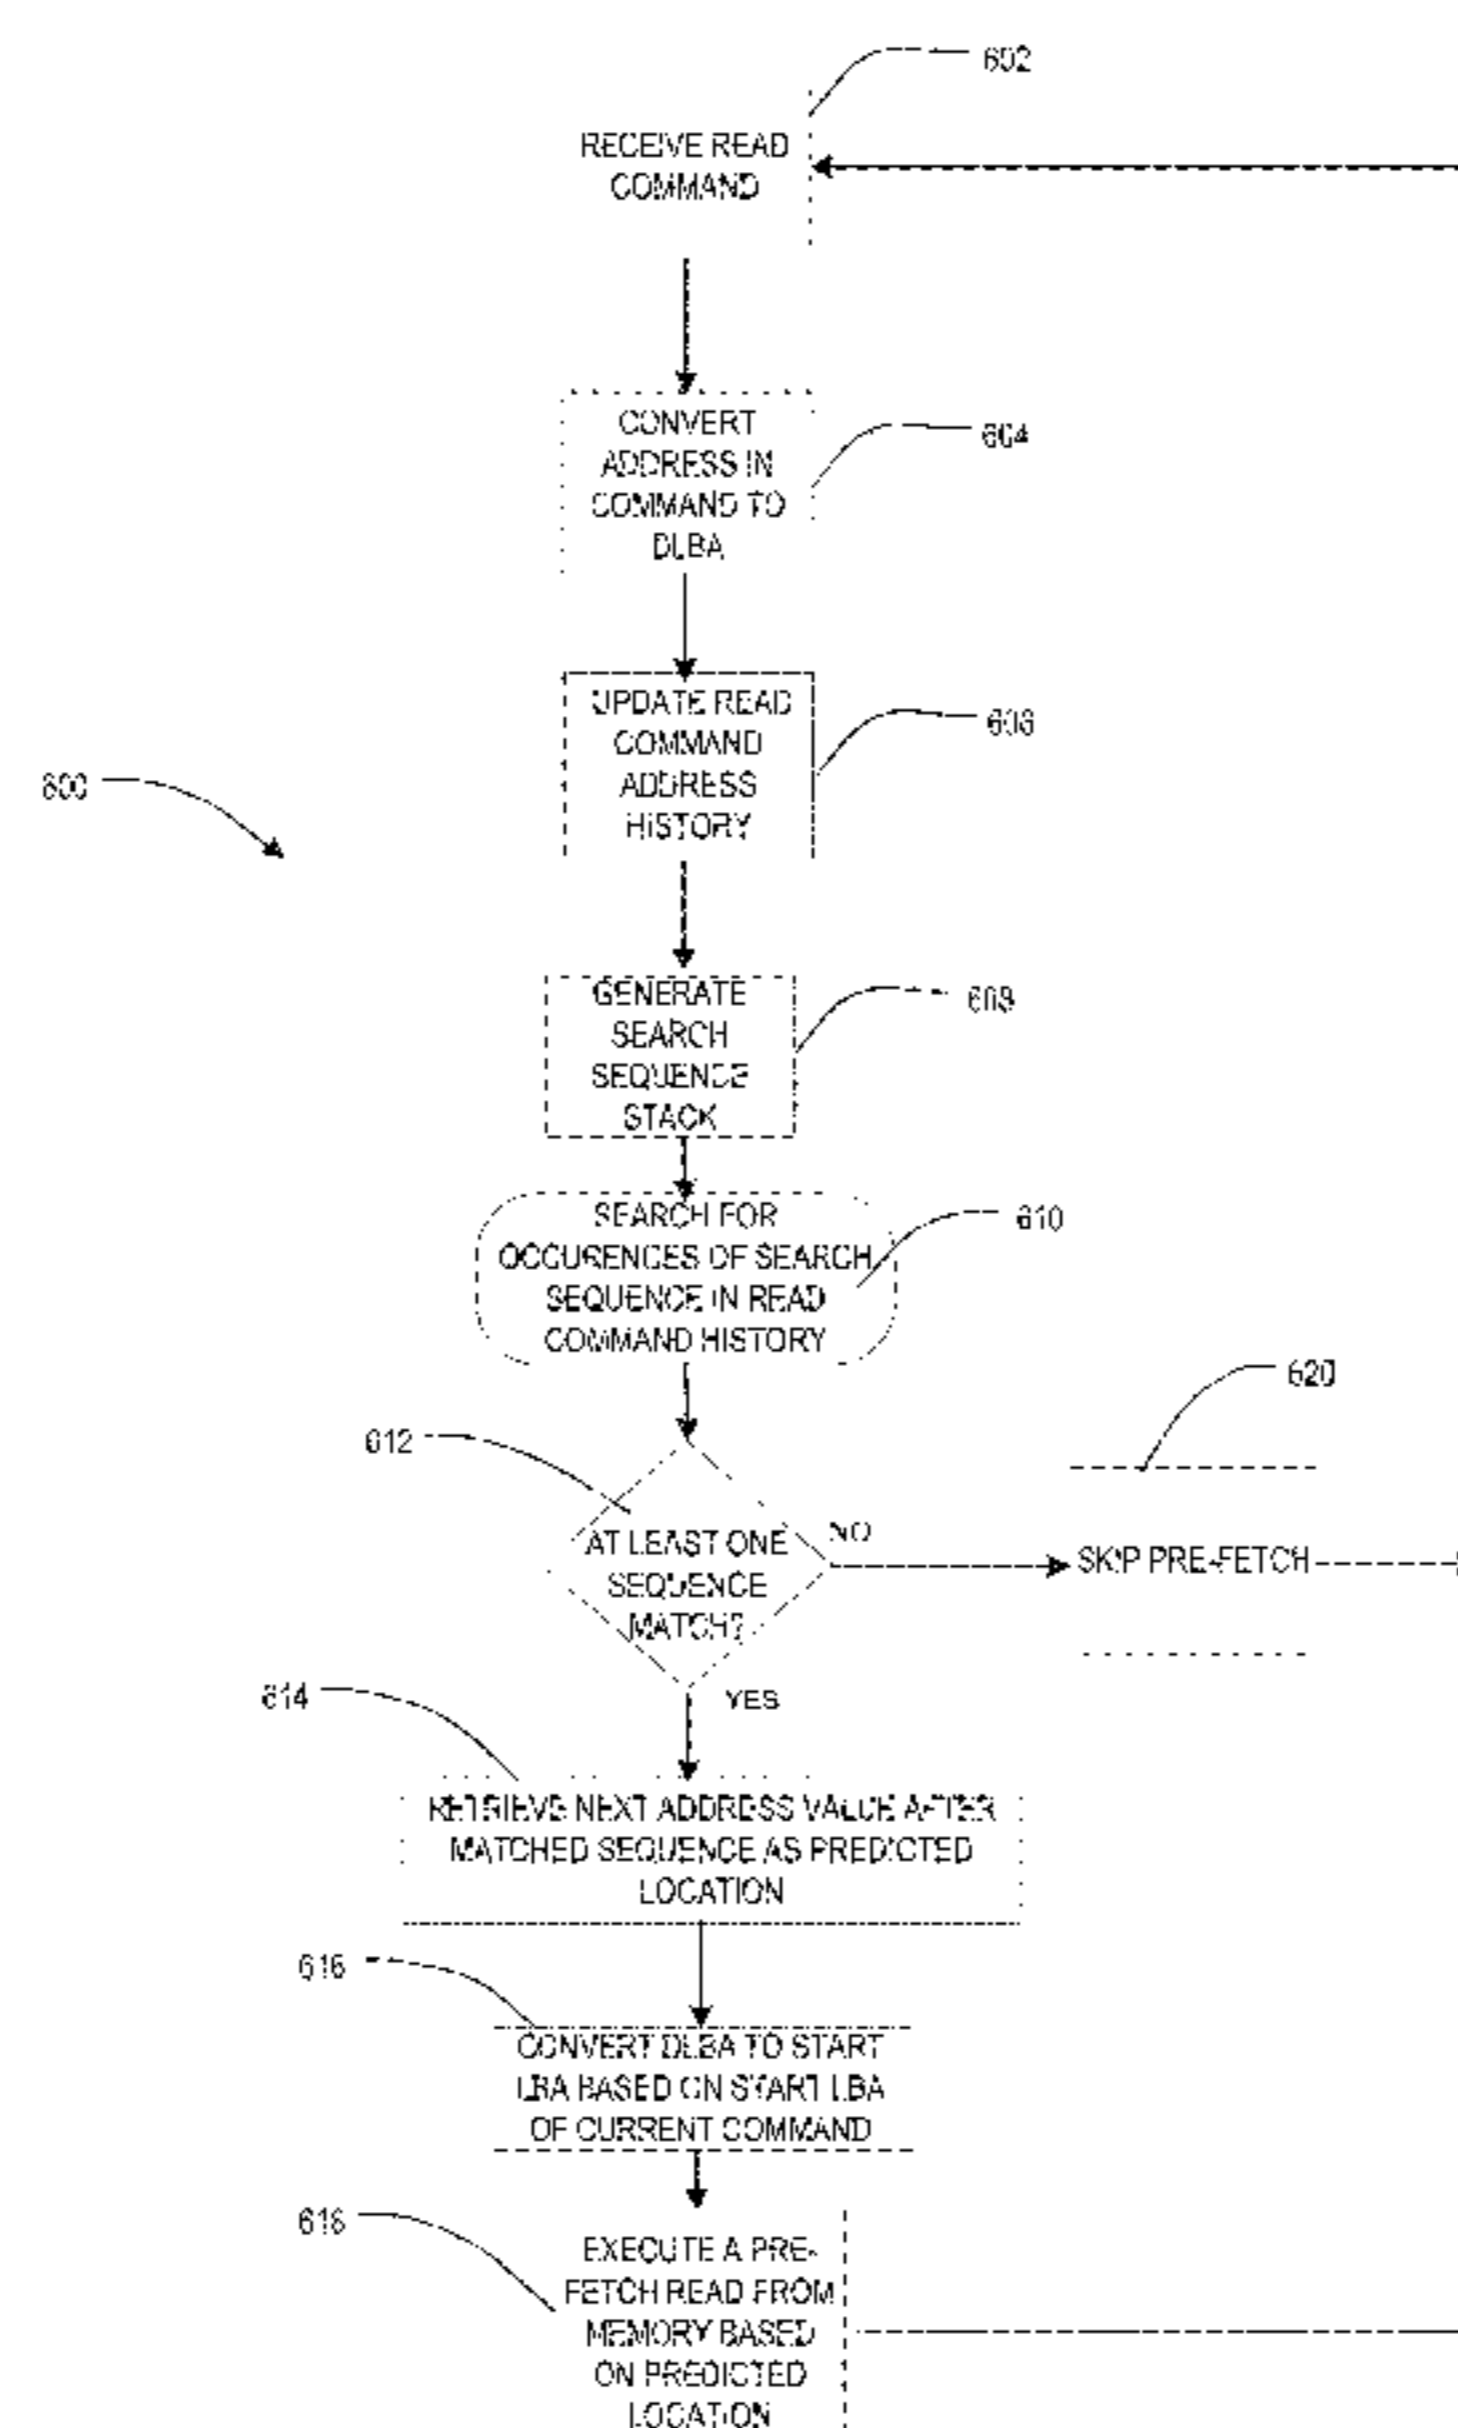 602
RECEIVE READ
COMMAND
CONVERT
ADDRESS IN
COMMAND TO
DLBA
604
UPDATE READ
COMMAND
ADDRESS
HISTORY
606
600
GENERATE
SEARCH
SEQUENCE
STACK
608
SEARCH FOR
OCCURENCES OF SEARCH
SEQUENCE IN READ
COMMAND HISTORY
610
620
612
AT LEAST ONE
SEQUENCE
MATCH?
NO
SKIP PRE-FETCH
614
YES
RETRIEVE NEXT ADDRESS VALUE AFTER
MATCHED SEQUENCE AS PREDICTED
LOCATION
616
CONVERT DLBA TO START
LBA BASED ON START LBA
OF CURRENT COMMAND
618
EXECUTE A PRE-
FETCH READ FROM
MEMORY BASED
ON PREDICTED
LOCATION